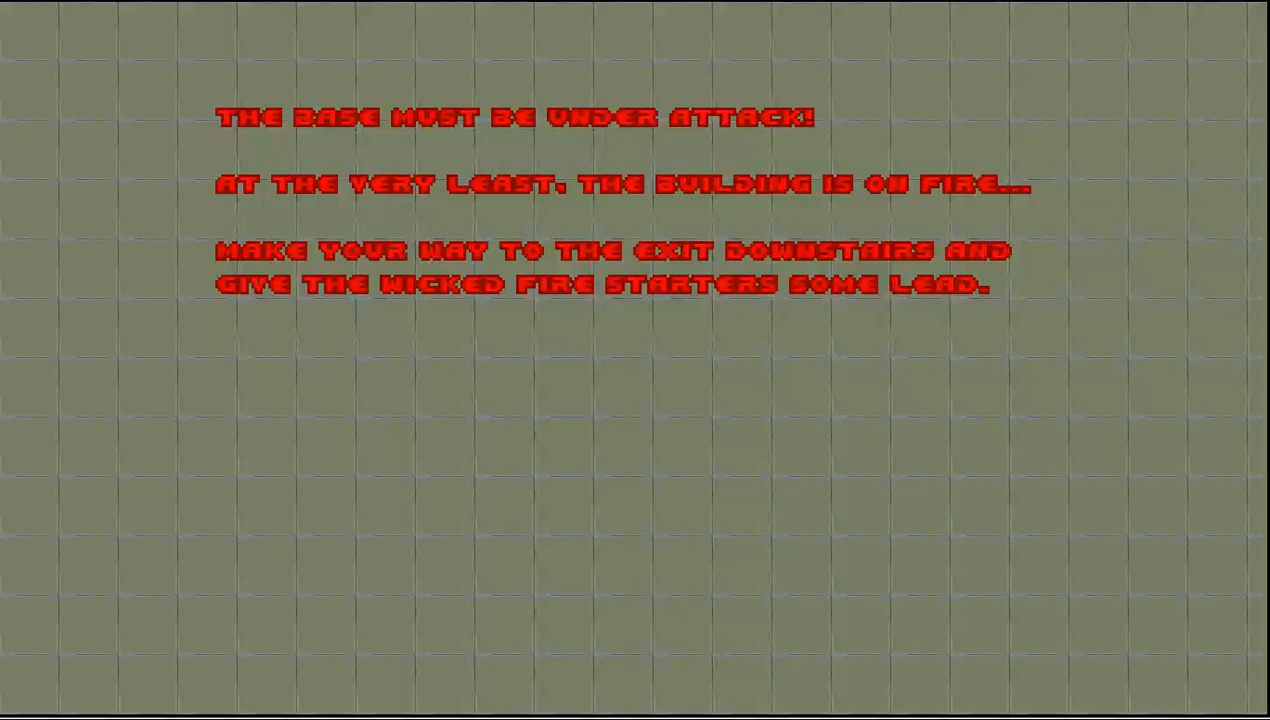 THE BASE MUST BE UNDER ATTACK!
AT THE VERY LEAST, THE BUILDING IS ON FIRE...
MAKE YOUR WAY TO THE EXIT DOWNSTAIRS AND
GIVE THE WICKED FIRE STARTERS SOME LEAD.